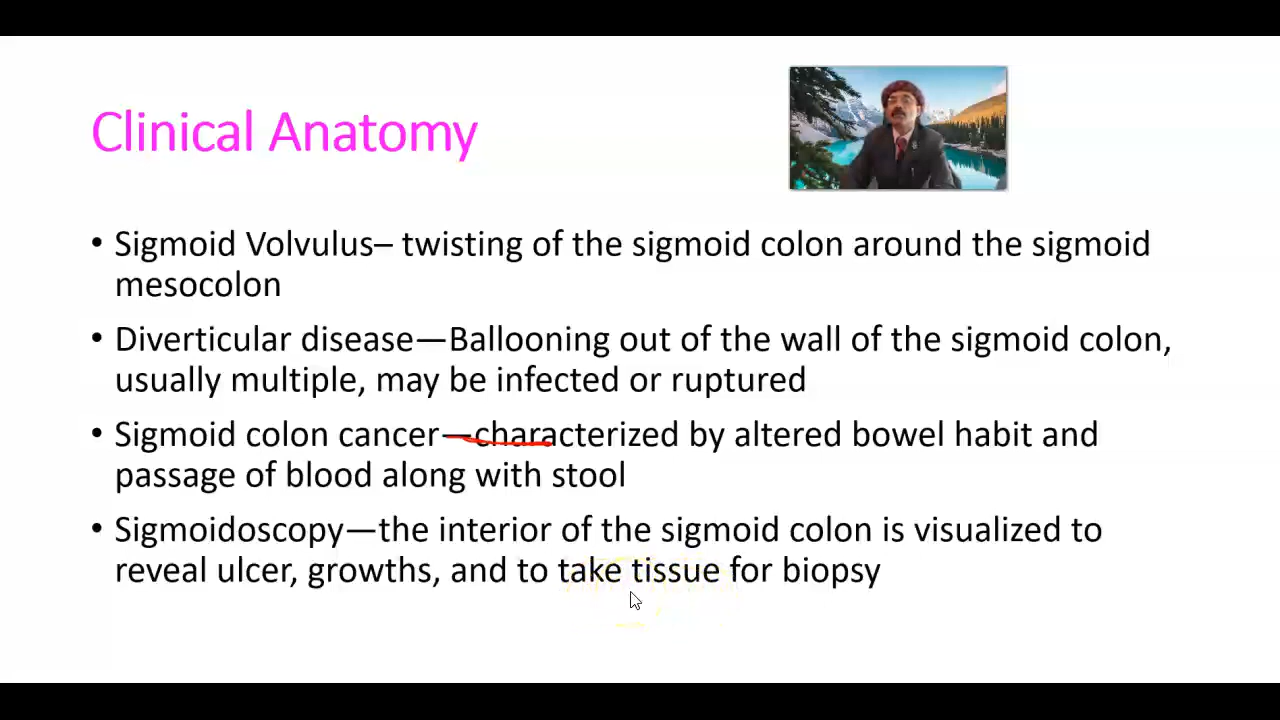 Clinical Anatomy
• Sigmoid Volvulus– twisting of the sigmoid colon around the sigmoid
mesocolon
• Diverticular disease—Ballooning out of the wall of the sigmoid colon,
usually multiple, may be infected or ruptured
• Sigmoid colon cancer—characterized by altered bowel habit and
passage of blood along with stool
• Sigmoidoscopy—the interior of the sigmoid colon is visualized to
reveal ulcer, growths, and to take tissue for biopsy